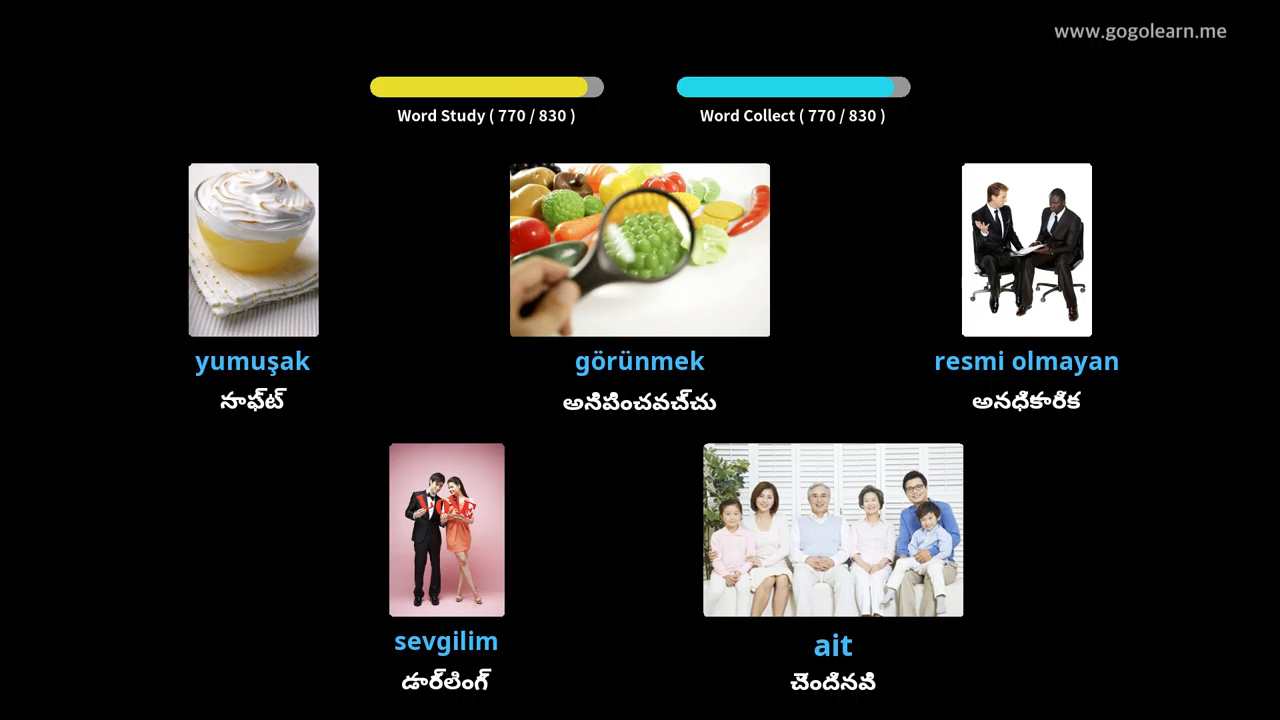 www.gogolearn.me
Word Study ( 770 / 830 )
Word Collect ( 770 / 830 )
yumuşak
görünmek
resmi olmayan
సాఫ్ట్
అనిపించవచ్చు
అనధికారిక
sevgilim
ait
డార్లింగ్
చెందినవి